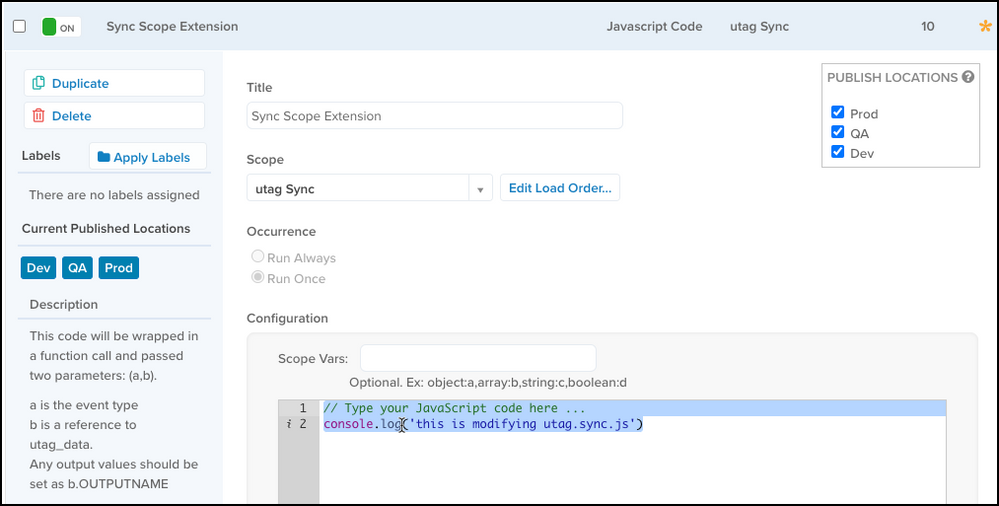 ON Sync Scope Extension Javascript Code utag Sync 10
Duplicate
Delete
Labels Apply Labels
There are no labels assigned
Current Published Locations
Dev QA Prod
Description
This code will be wrapped in
a function call and passed
two parameters: (a,b).
a is the event type
b is a reference to
utag_data.
Any output values should be
set as b.OUTPUTNAME
Title
Sync Scope Extension
Scope
utag Sync Edit Load Order...
Occurrence
Run Always
Run Once
PUBLISH LOCATIONS ?
Prod
QA
Dev
Configuration
Scope Vars:
Optional. Ex: object:a,array:b,string:c,boolean:d
1 // Type your JavaScript code here ...
i 2 console.log('this is modifying utag.sync.js')